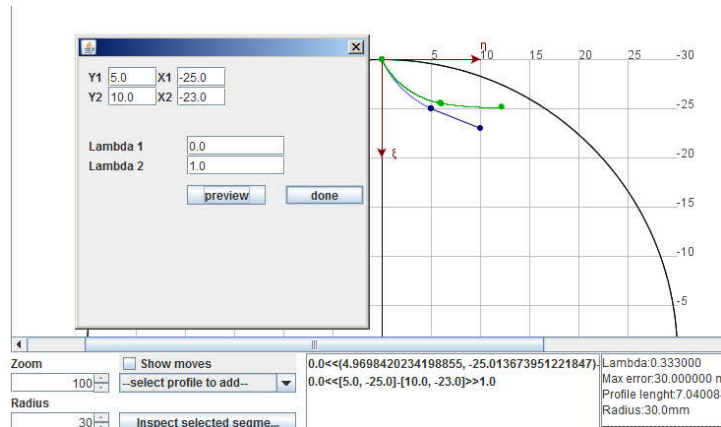 Y1 5.0 X1 -25.0
Y2 10.0 X2 -23.0
Lambda 1 0.0
Lambda 2 1.0
preview done
5 10 15 20 25 -30
η
-25
ξ
-20
-15
-10
-5
Zoom
Show moves
100
--select profile to add--
Radius
30
Inspect selected segme...
0.0<<(4.9698420234198855, -25.013673951221847)-
0.0<<[5.0, -25.0]-[10.0, -23.0]>>1.0
Lambda:0.333000
Max error:30.000000
Profile lenght:7.04008
Radius:30.0mm